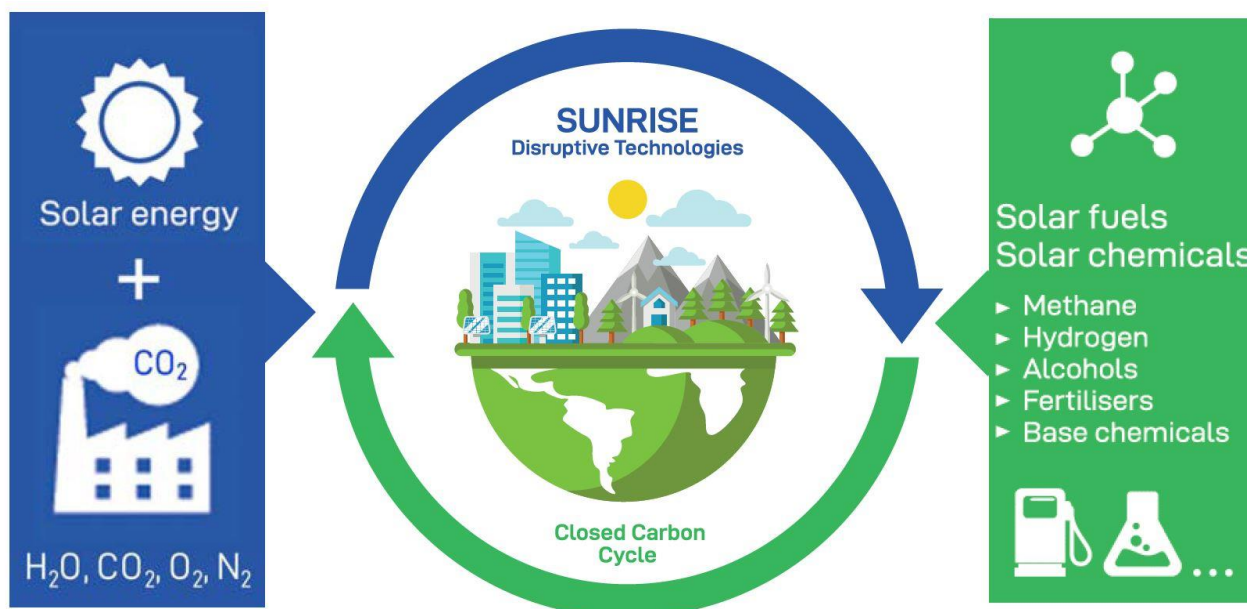 Solar energy
+
CO₂
H₂O, CO₂, O₂, N₂
SUNRISE
Disruptive Technologies
Closed Carbon
Cycle
Solar fuels
Solar chemicals
► Methane
► Hydrogen
► Alcohols
► Fertilisers
► Base chemicals
...